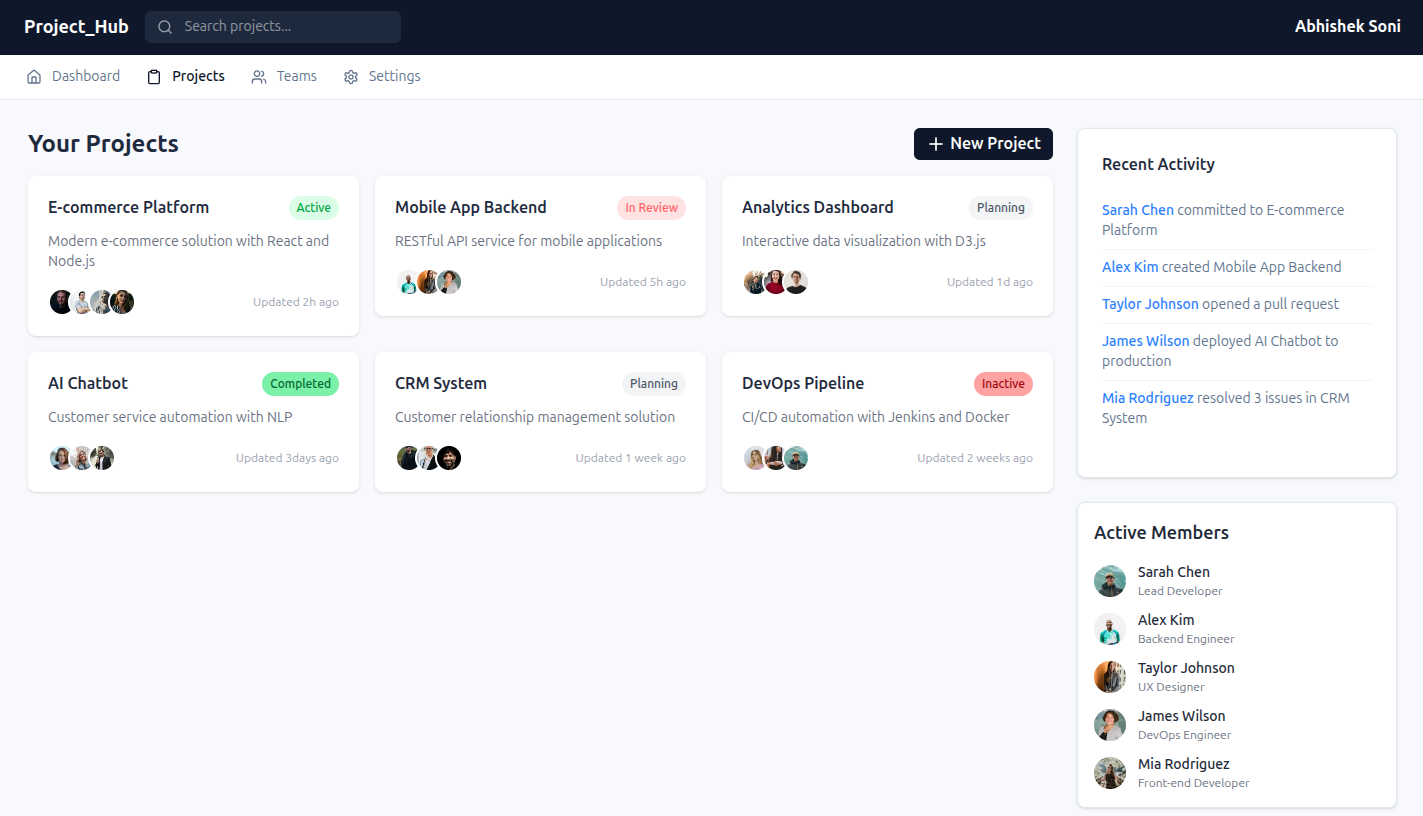 Project_Hub
Search projects...
Abhishek Soni
Dashboard
Projects
Teams
Settings
Your Projects
New Project
E-commerce Platform
Active
Modern e-commerce solution with React and
Node.js
Updated 2h ago
Mobile App Backend
In Review
RESTful API service for mobile applications
Updated 5h ago
Analytics Dashboard
Planning
Interactive data visualization with D3.js
Updated 1d ago
AI Chatbot
Completed
Customer service automation with NLP
Updated 3days ago
CRM System
Planning
Customer relationship management solution
Updated 1 week ago
DevOps Pipeline
Inactive
CI/CD automation with Jenkins and Docker
Updated 2 weeks ago
Recent Activity
Sarah Chen committed to E-commerce
Platform
Alex Kim created Mobile App Backend
Taylor Johnson opened a pull request
James Wilson deployed AI Chatbot to
production
Mia Rodriguez resolved 3 issues in CRM
System
Active Members
Sarah Chen
Lead Developer
Alex Kim
Backend Engineer
Taylor Johnson
UX Designer
James Wilson
DevOps Engineer
Mia Rodriguez
Front-end Developer